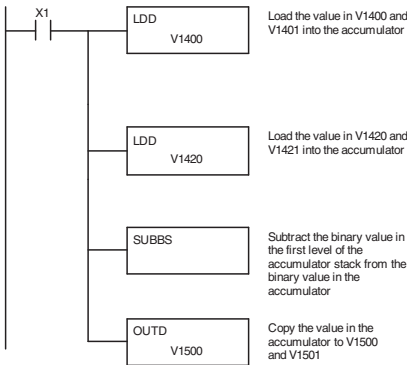 X1
LDD
V1400
Load the value in V1400 and
V1401 into the accumulator
LDD
V1420
Load the value in V1420 and
V1421 into the accumulator
SUBBS
Subtract the binary value in
the first level of the
accumulator stack from the
binary value in the
accumulator
OUTD
V1500
Copy the value in the
accumulator to V1500
and V1501